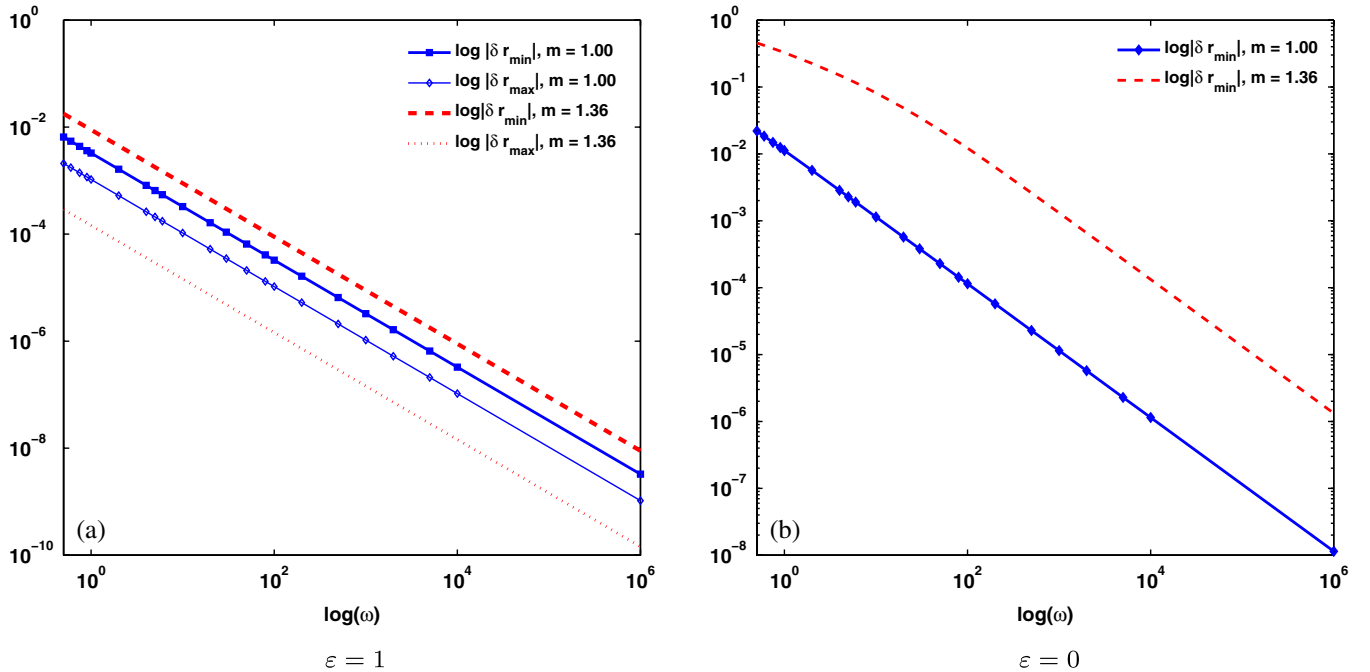 10^0
10^-2
10^-4
10^-6
10^-8
10^-10
log |δ r_min|, m = 1.00
log |δ r_max|, m = 1.00
log|δ r_min|, m = 1.36
log |δ r_max|, m = 1.36
(a)
10^0 10^2 10^4 10^6
log(ω)
ε = 1
10^0
10^-1
10^-2
10^-3
10^-4
10^-5
10^-6
10^-7
10^-8
log|δ r_min|, m = 1.00
log|δ r_min|, m = 1.36
(b)
10^0 10^2 10^4 10^6
log(ω)
ε = 0